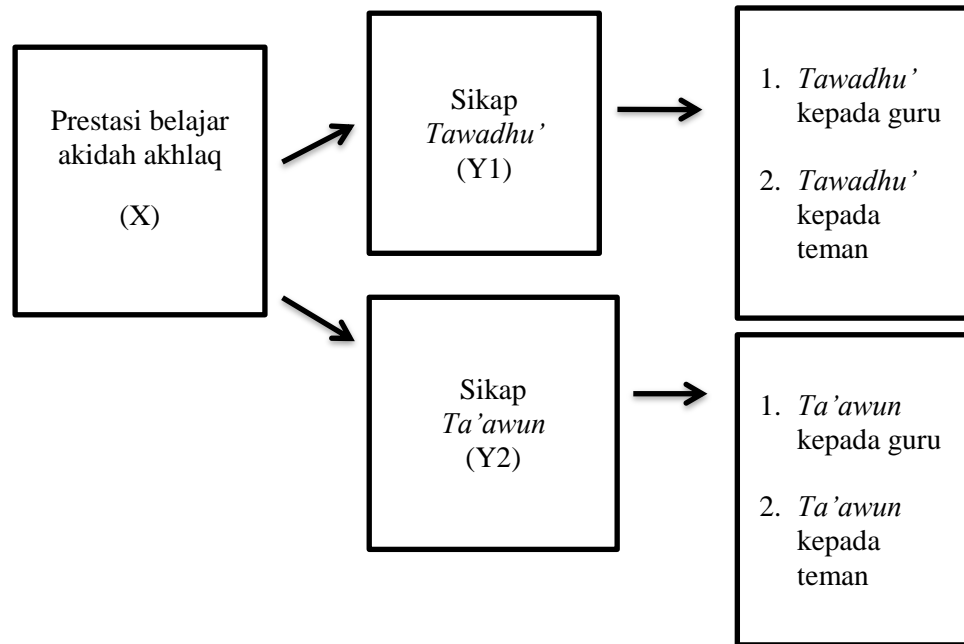 Prestasi belajar
akidah akhlaq
(X)
Sikap
Tawadhu’
(Y1)
1. Tawadhu’
kepada guru
2. Tawadhu’
kepada
teman
Sikap
Ta’awun
(Y2)
1. Ta’awun
kepada guru
2. Ta’awun
kepada
teman